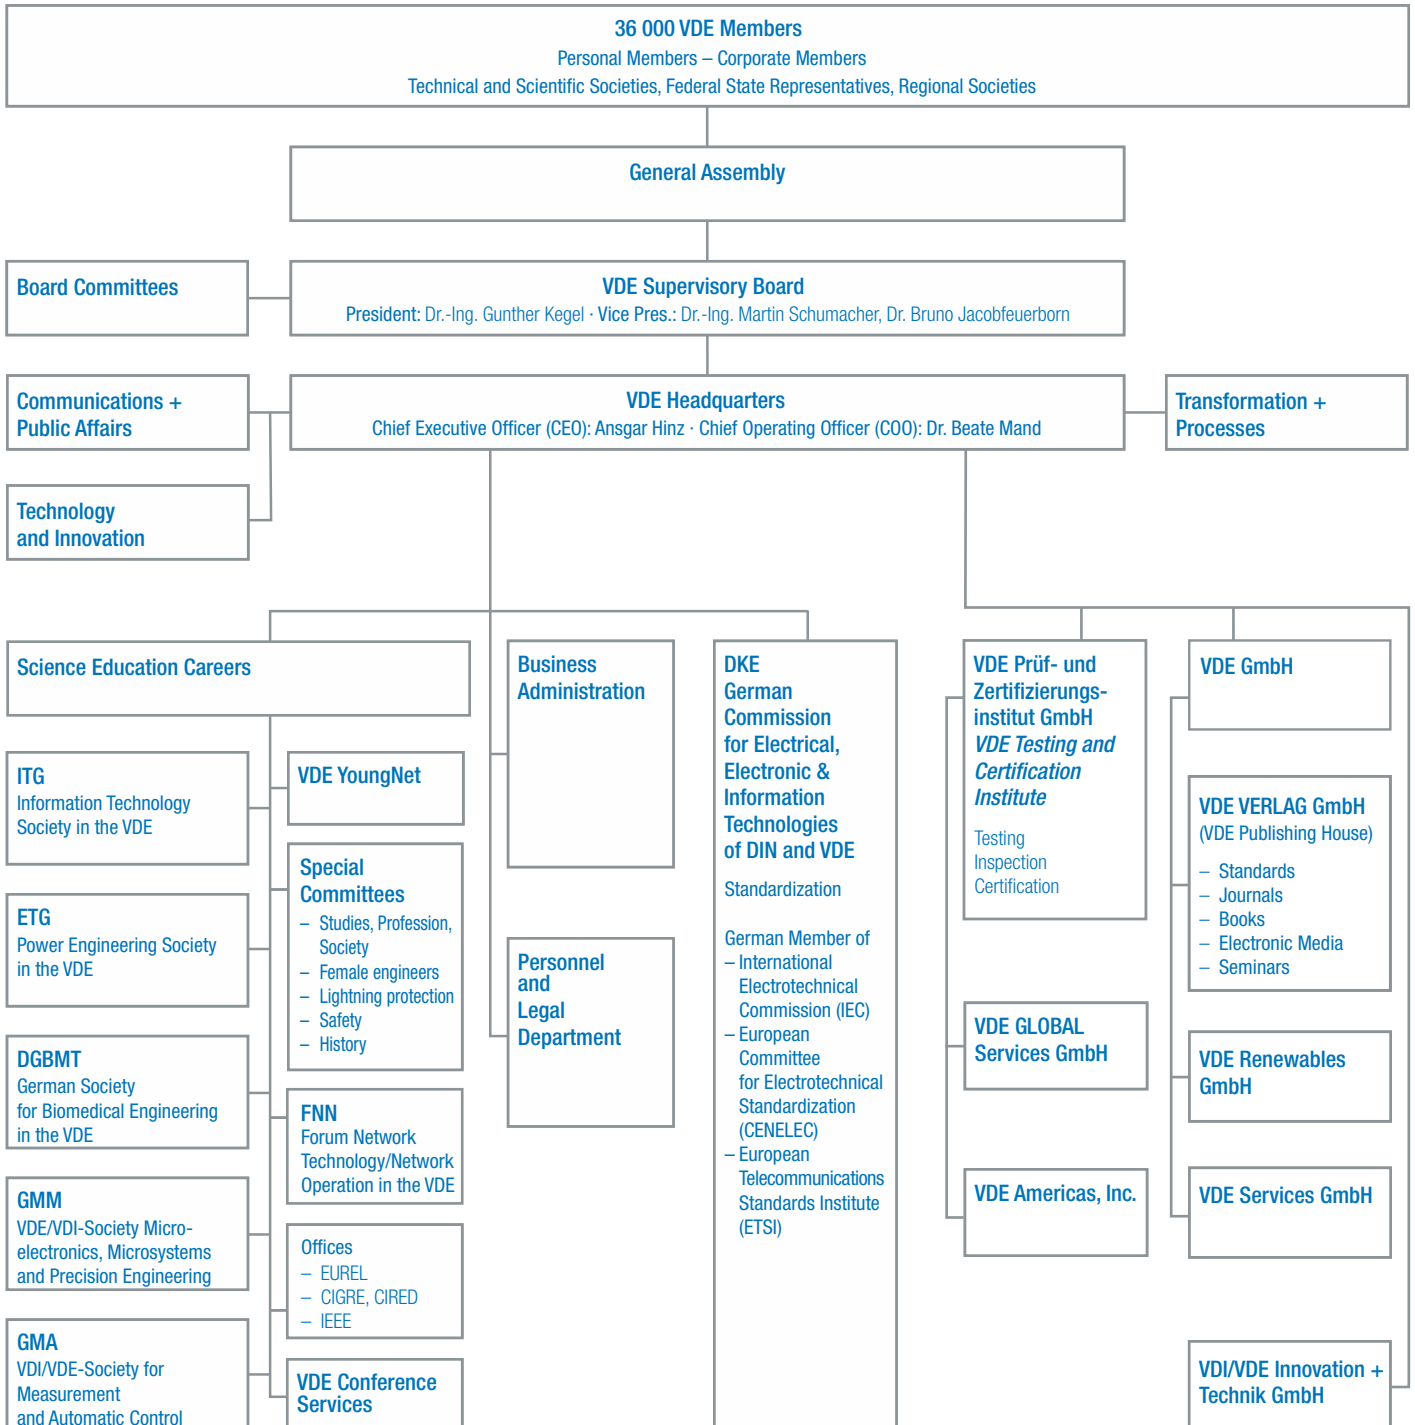 36 000 VDE Members
Personal Members – Corporate Members
Technical and Scientific Societies, Federal State Representatives, Regional Societies
General Assembly
Board Committees
VDE Supervisory Board
President: Dr.-Ing. Gunther Kegel · Vice Pres.: Dr.-Ing. Martin Schumacher, Dr. Bruno Jacobfeuerborn
Communications +
Public Affairs
VDE Headquarters
Chief Executive Officer (CEO): Ansgar Hinz · Chief Operating Officer (COO): Dr. Beate Mand
Transformation +
Processes
Technology
and Innovation
Science Education Careers
ITG
Information Technology
Society in the VDE
ETG
Power Engineering Society
in the VDE
DGBMT
German Society
for Biomedical Engineering
in the VDE
GMM
VDE/VDI-Society Micro-
electronics, Microsystems
and Precision Engineering
GMA
VDI/VDE-Society for
Measurement
and Automatic Control
VDE YoungNet
Special
Committees
– Studies, Profession,
Society
– Female engineers
– Lightning protection
– Safety
– History
FNN
Forum Network
Technology/Network
Operation in the VDE
Offices
– EUREL
– CIGRE, CIRED
– IEEE
VDE Conference
Services
Business
Administration
Personnel
and
Legal
Department
DKE
German
Commission
for Electrical,
Electronic &
Information
Technologies
of DIN and VDE
Standardization
German Member of
– International
Electrotechnical
Commission (IEC)
– European
Committee
for Electrotechnical
Standardization
(CENELEC)
– European
Telecommunications
Standards Institute
(ETSI)
VDE Prüf- und
Zertifizierungs-
institut GmbH
VDE Testing and
Certification
Institute
Testing
Inspection
Certification
VDE GLOBAL
Services GmbH
VDE Americas, Inc.
VDE GmbH
VDE VERLAG GmbH
(VDE Publishing House)
– Standards
– Journals
– Books
– Electronic Media
– Seminars
VDE Renewables
GmbH
VDE Services GmbH
VDI/VDE Innovation +
Technik GmbH